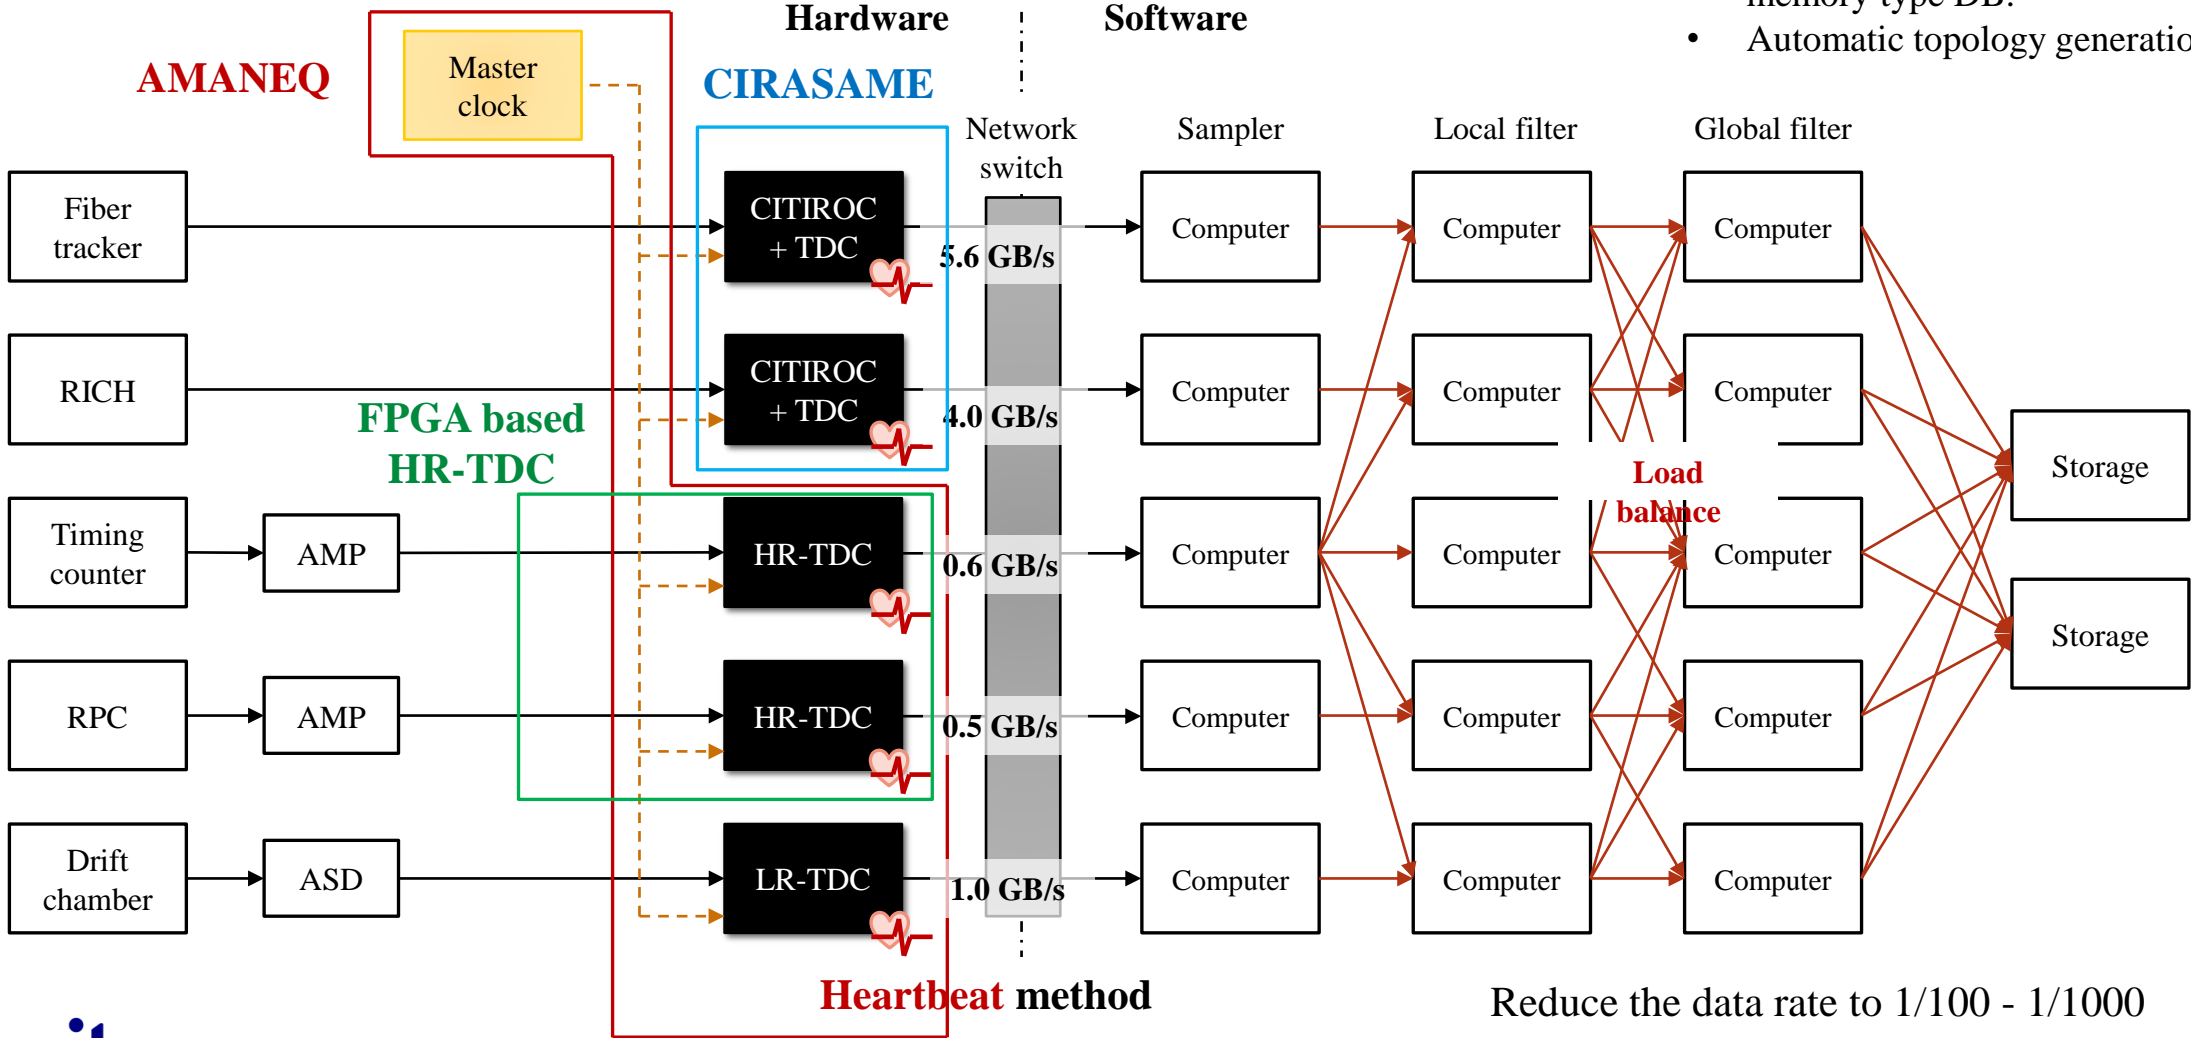 Hardware
Software
memory type DB.
• Automatic topology generatio
AMANEQ
Master
clock
CIRASAME
Network
switch
Sampler
Local filter
Global filter
Fiber
tracker
CITIROC
+ TDC
5.6 GB/s
Computer
Computer
Computer
RICH
CITIROC
+ TDC
4.0 GB/s
Computer
Computer
Computer
FPGA based
HR-TDC
Load
balance
Storage
Timing
counter
AMP
HR-TDC
0.6 GB/s
Computer
Computer
Computer
Storage
RPC
AMP
HR-TDC
0.5 GB/s
Computer
Computer
Computer
Drift
chamber
ASD
LR-TDC
1.0 GB/s
Computer
Computer
Computer
Heartbeat method
Reduce the data rate to 1/100 - 1/1000